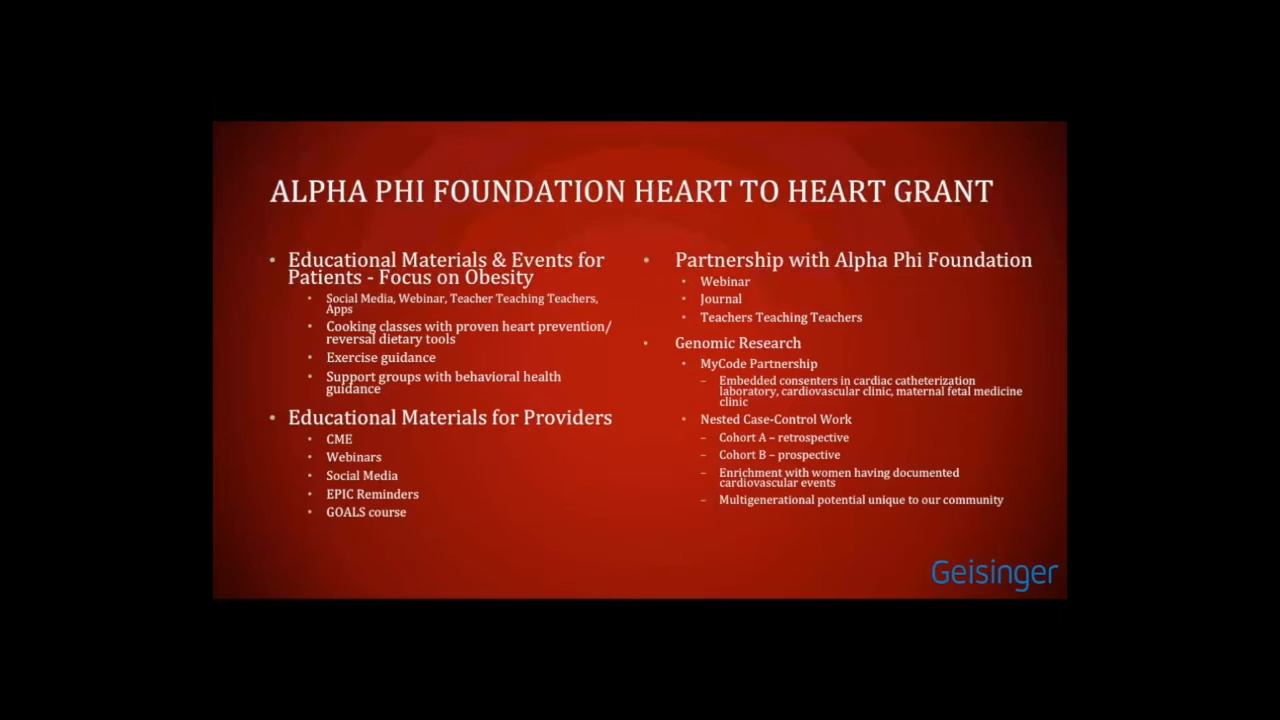 ALPHA PHI FOUNDATION HEART TO HEART GRANT
• Educational Materials & Events for
Patients - Focus on Obesity
• Social Media, Webinar, Teacher Teaching Teachers,
Apps
• Cooking classes with proven heart prevention/
reversal dietary tools
• Exercise guidance
• Support groups with behavioral health
guidance
• Educational Materials for Providers
• CME
• Webinars
• Social Media
• EPIC Reminders
• GOALS course
• Partnership with Alpha Phi Foundation
• Webinar
• Journal
• Teachers Teaching Teachers
• Genomic Research
• MyCode Partnership
– Embedded consenters in cardiac catheterization
laboratory, cardiovascular clinic, maternal fetal medicine
clinic
• Nested Case-Control Work
– Cohort A – retrospective
– Cohort B – prospective
– Enrichment with women having documented
cardiovascular events
– Multigenerational potential unique to our community
Geisinger